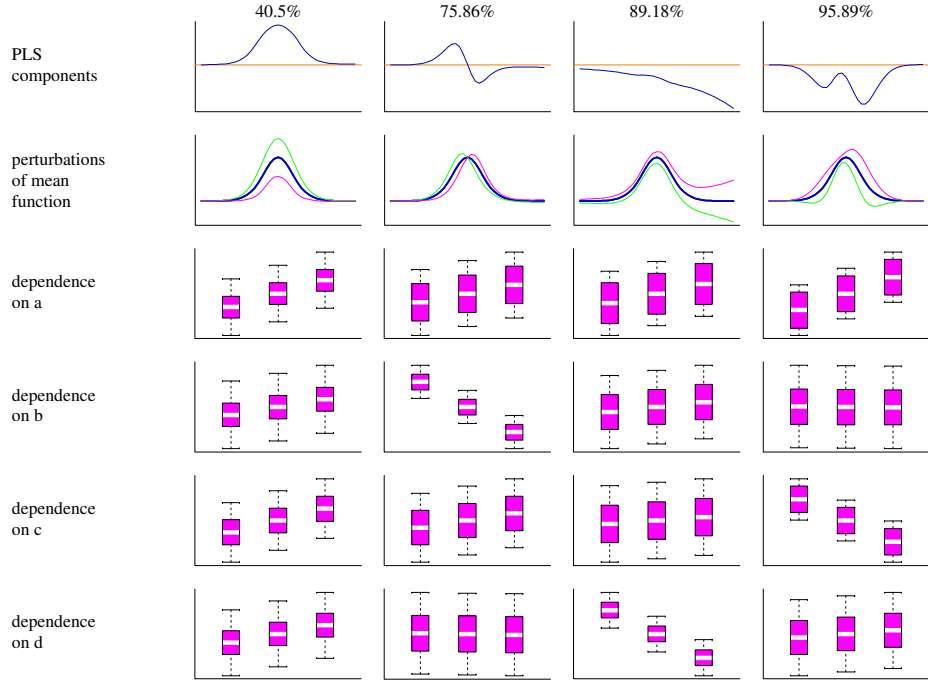 40.5% 75.86% 89.18% 95.89%
PLS
components
perturbations
of mean
function
dependence
on a
dependence
on b
dependence
on c
dependence
on d